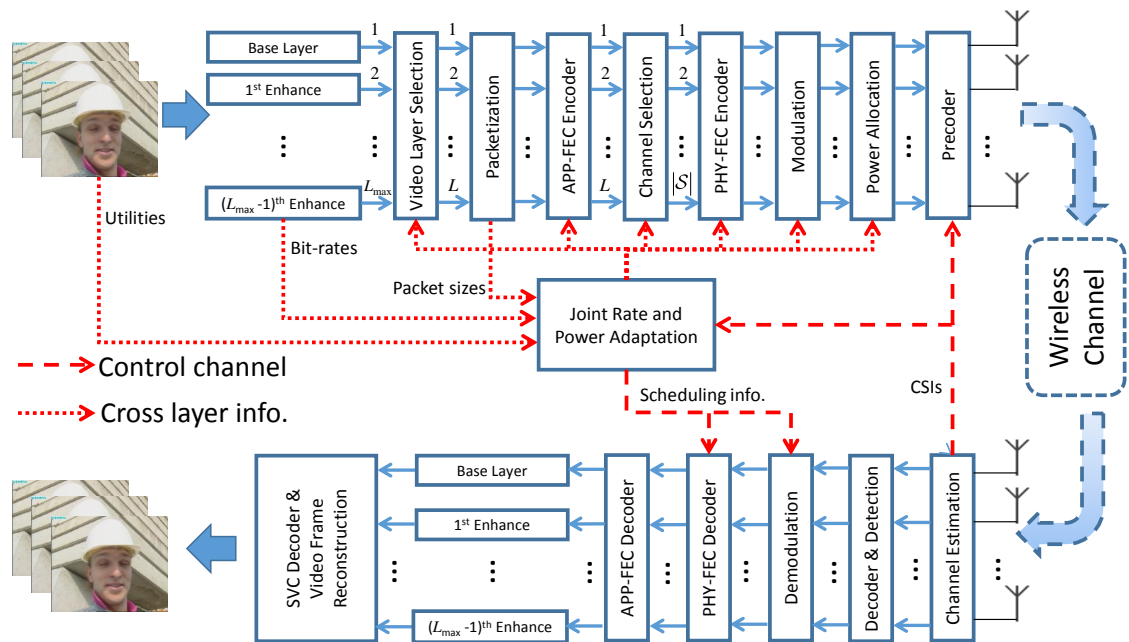 Base Layer
1st Enhance
(Lmax -1)th Enhance
1
2
Lmax
Video Layer Selection
1
2
L
Packetization
APP-FEC Encoder
1
2
L
Channel Selection
1
2
|S|
PHY-FEC Encoder
Modulation
Power Allocation
Precoder
Utilities
Bit-rates
Packet sizes
Joint Rate and
Power Adaptation
Wireless
Channel
Control channel
Cross layer info.
Scheduling info.
CSIs
SVC Decoder &
Video Frame
Reconstruction
Base Layer
1st Enhance
(Lmax -1)th Enhance
APP-FEC Decoder
PHY-FEC Decoder
Demodulation
Decoder & Detection
Channel Estimation